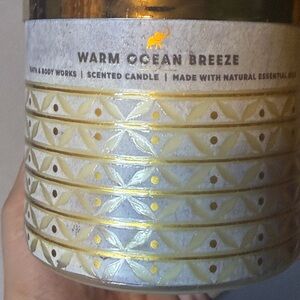 WARM OCEAN BREEZE
BATH & BODY WORKS | SCENTED CANDLE | MADE WITH NATURAL ESSENTIAL